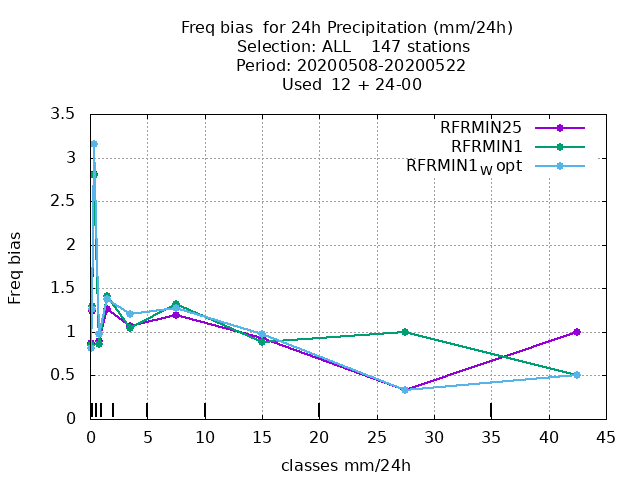 Freq bias  for 24h Precipitation (mm/24h)
Selection: ALL    147 stations
Period: 20200508-20200522
Used  12 + 24-00
RFRMIN25
RFRMIN1
RFRMIN1W opt
3.5
3
2.5
2
1.5
1
0.5
0
Freq bias
0 5 10 15 20 25 30 35 40 45
classes mm/24h